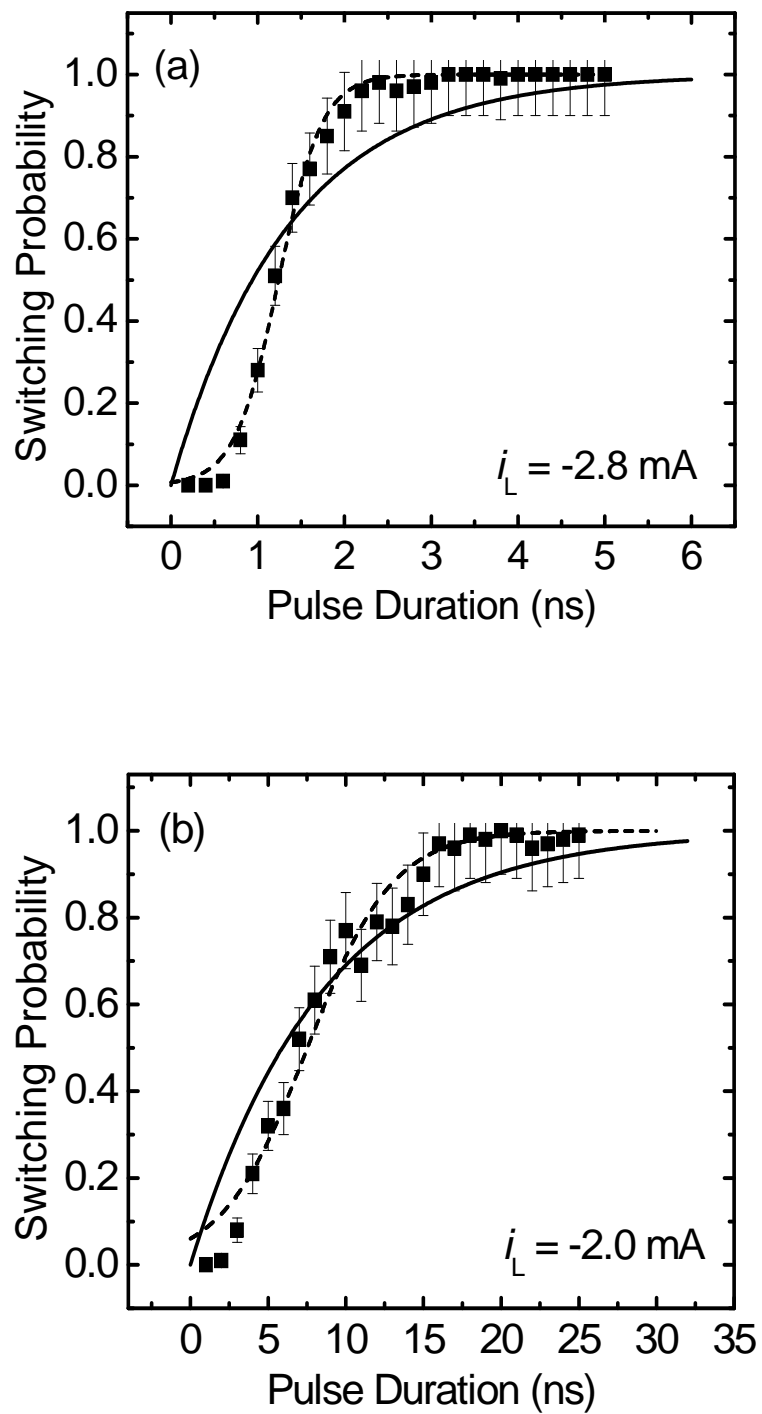 (a)
1.0
0.8
0.6
0.4
0.2
0.0
Switching Probability
iL = -2.8 mA
0 1 2 3 4 5 6
Pulse Duration (ns)
(b)
1.0
0.8
0.6
0.4
0.2
0.0
Switching Probability
iL = -2.0 mA
0 5 10 15 20 25 30 35
Pulse Duration (ns)